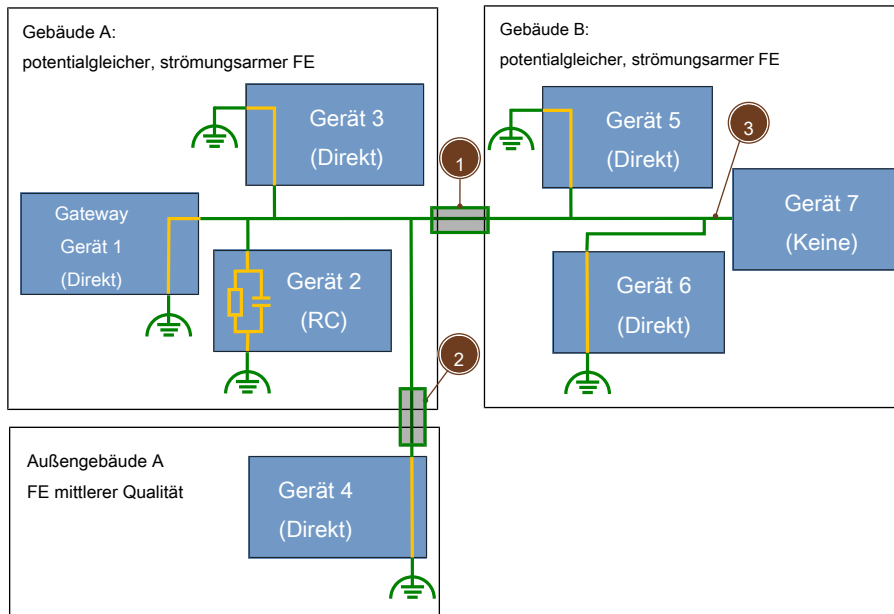 Gebäude A:
potentialgleicher, strömungsarmer FE
Gerät 3
(Direkt)
Gateway
Gerät 1
(Direkt)
Gerät 2
(RC)
1
2
Gebäude B:
potentialgleicher, strömungsarmer FE
Gerät 5
(Direkt)
3
Gerät 7
(Keine)
Gerät 6
(Direkt)
Außengebäude A
FE mittlerer Qualität
Gerät 4
(Direkt)